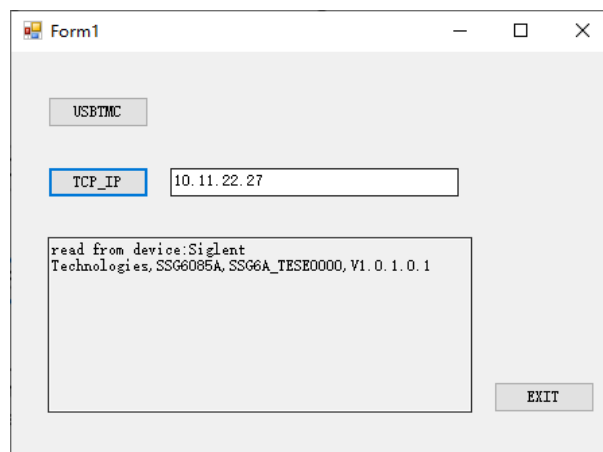 Form1
USBTMC
TCP_IP
10.11.22.27
read from device:Siglent
Technologies,SSG6085A,SSG6A_TESE0000,V1.0.1.0.1
EXIT